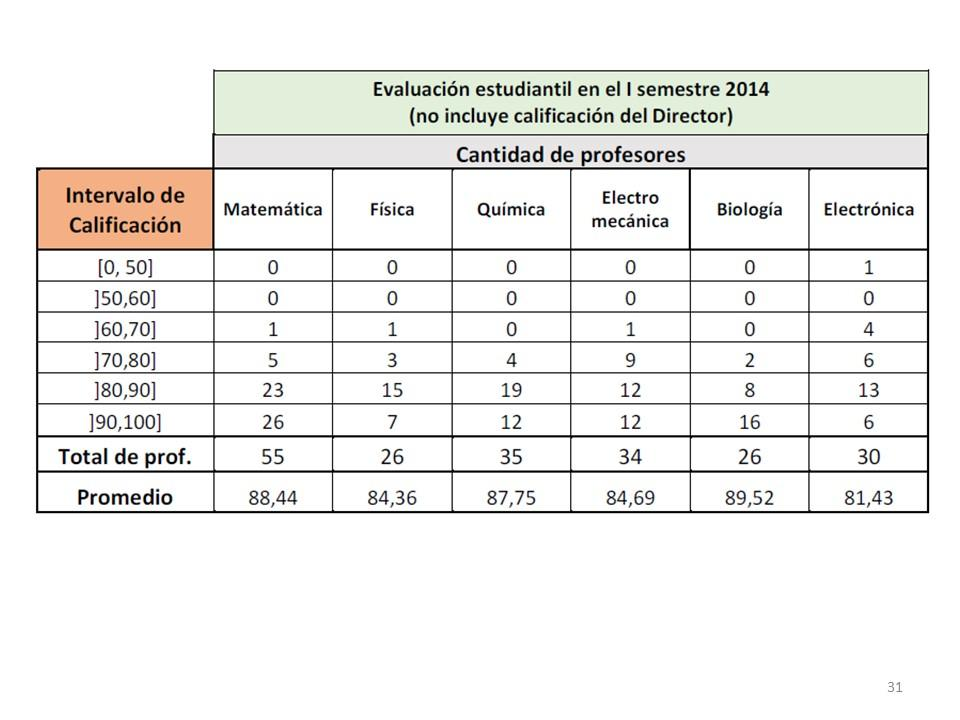 Evaluación estudiantil en el I semestre 2014
(no incluye calificación del Director)
Cantidad de profesores
Intervalo de Calificación Matemática Física Química Electro mecánica Biología Electrónica
[0, 50] 0 0 0 0 0 1
]50,60] 0 0 0 0 0 0
]60,70] 1 1 0 1 0 4
]70,80] 5 3 4 9 2 6
]80,90] 23 15 19 12 8 13
]90,100] 26 7 12 12 16 6
Total de prof. 55 26 35 34 26 30
Promedio 88,44 84,36 87,75 84,69 89,52 81,43
31